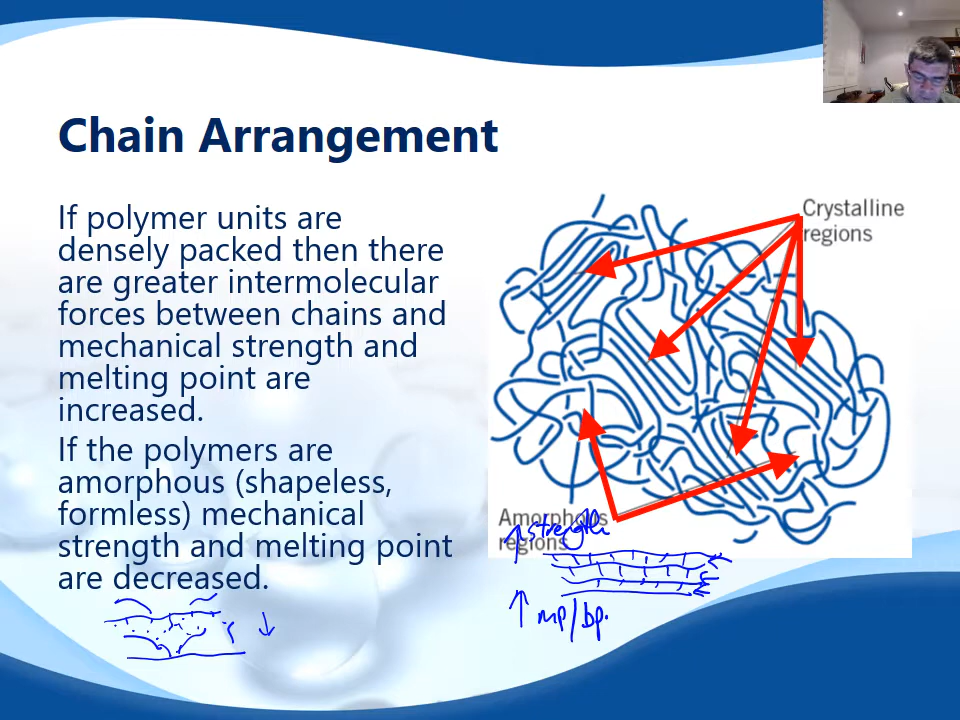 Chain Arrangement
If polymer units are
densely packed then there
are greater intermolecular
forces between chains and
mechanical strength and
melting point are
increased.
If the polymers are
amorphous (shapeless,
formless) mechanical
strength and melting point
are decreased.
Crystalline
regions
Amorphous
regions
↑ strength
↑ mp/bp.
↓